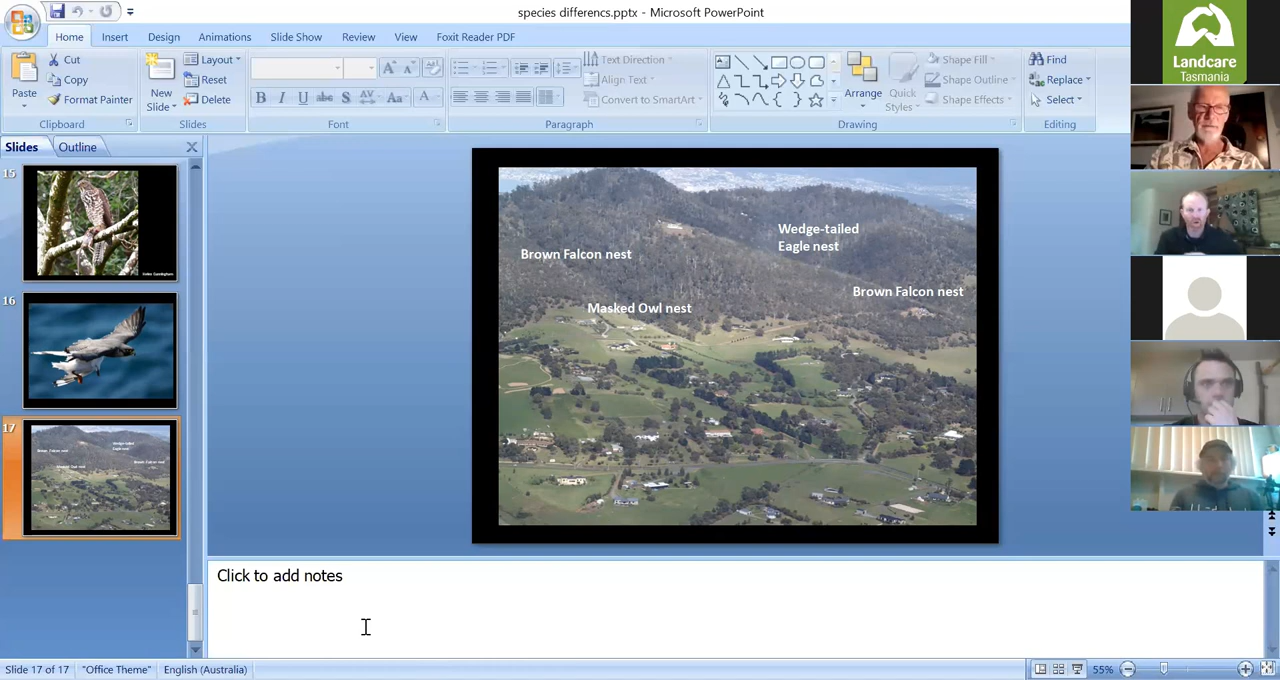 species differencs.pptx - Microsoft PowerPoint
Home
Insert
Design
Animations
Slide Show
Review
View
Foxit Reader PDF
Paste
Cut
Copy
Format Painter
Clipboard
New
Slide
Layout
Reset
Delete
Slides
B I U abc S AV Aa A
Font
Text Direction
Align Text
Convert to SmartArt
Paragraph
Arrange
Quick
Styles
Shape Fill
Shape Outline
Shape Effects
Drawing
Find
Replace
Select
Editing
Landcare
Tasmania
Slides
Outline
15
16
17
Wedge-tailed
Eagle nest
Brown Falcon nest
Brown Falcon nest
Masked Owl nest
Click to add notes
Slide 17 of 17
"Office Theme"
English (Australia)
55%